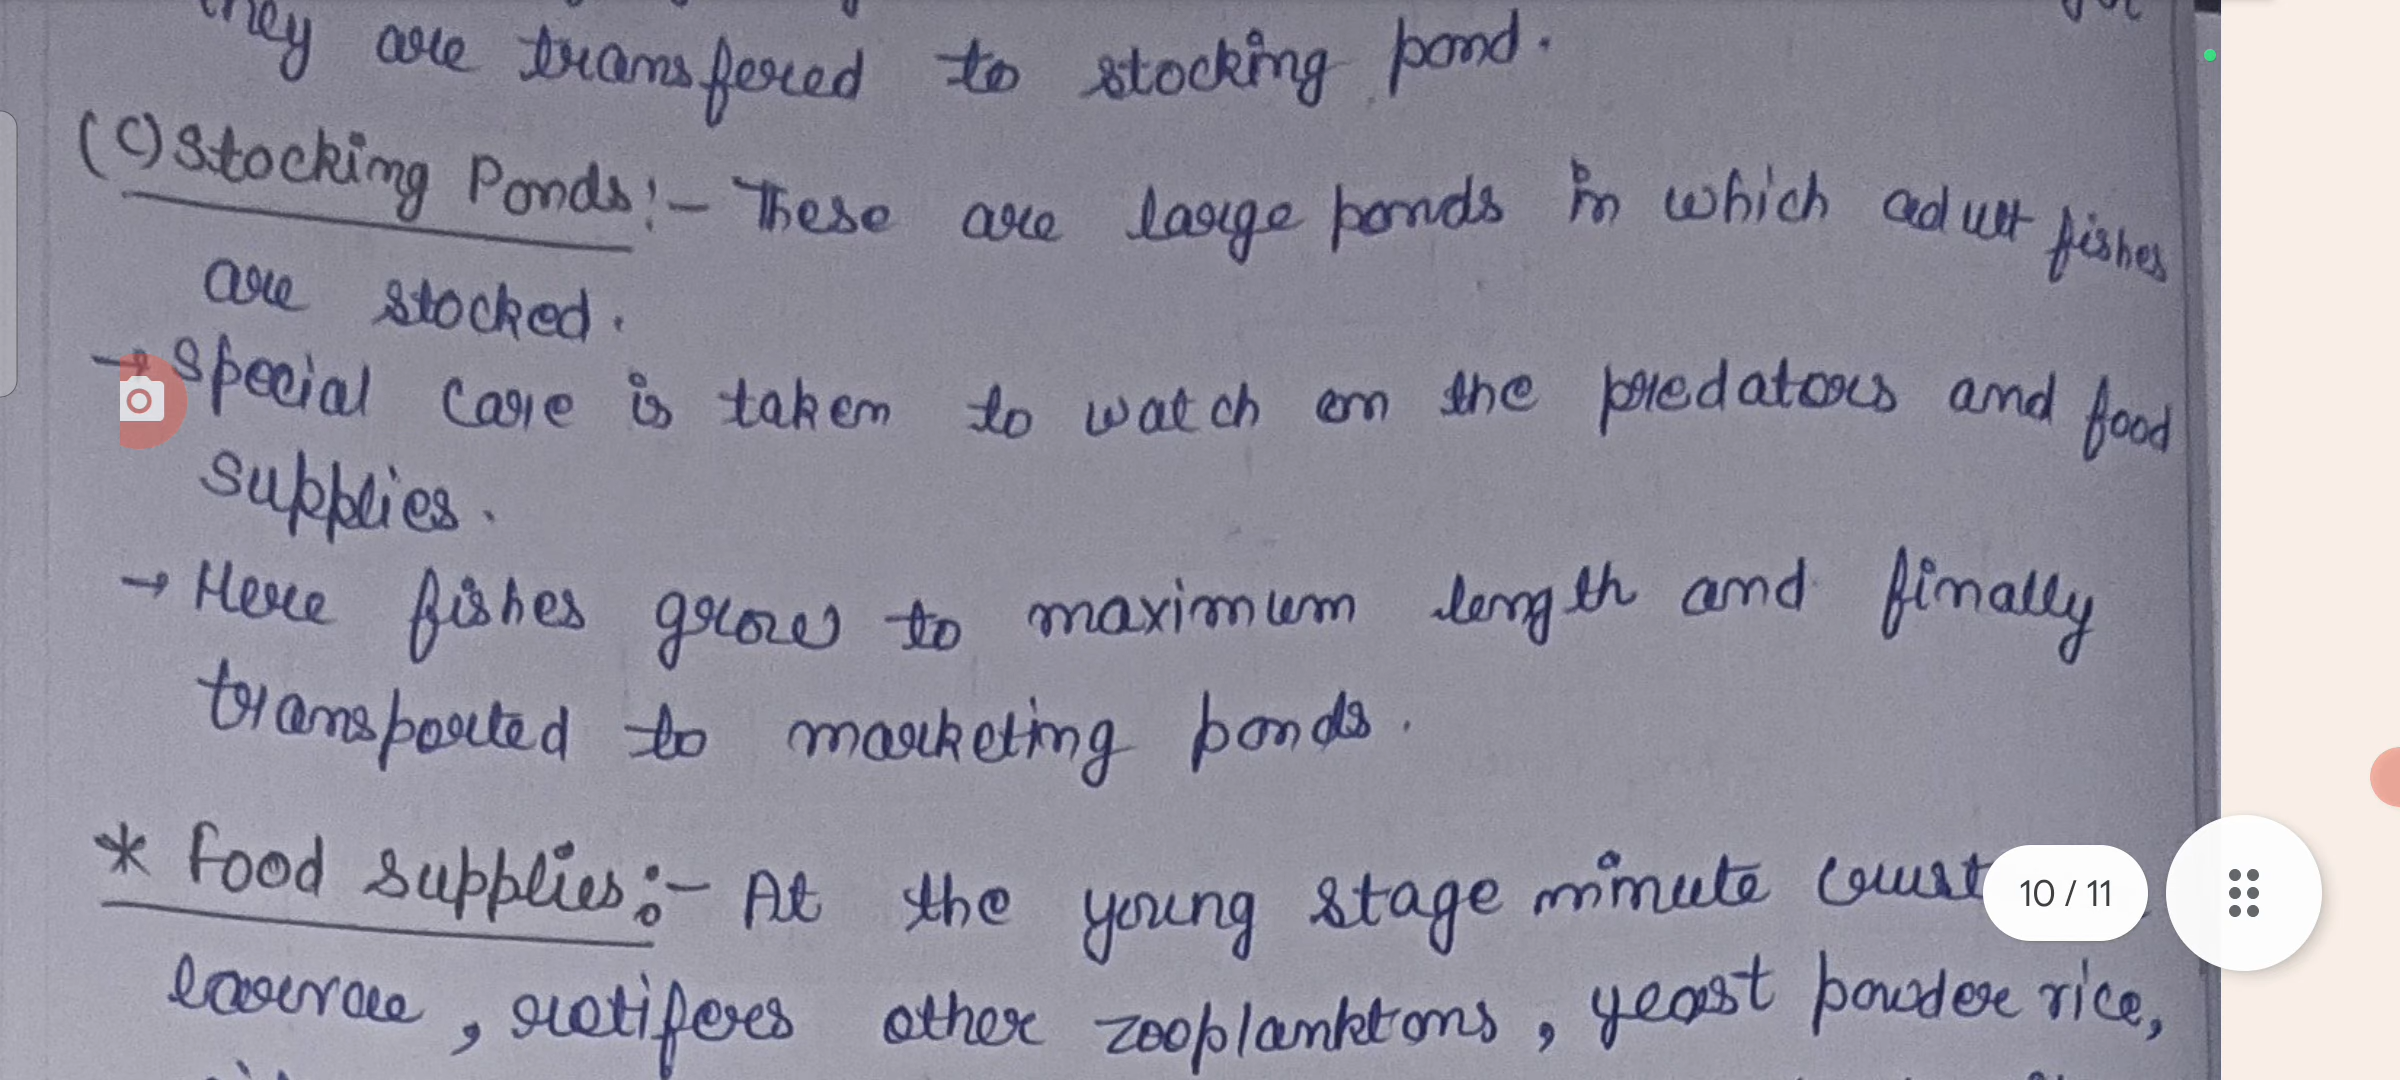 they are transfered to stocking pond.
(C) Stocking Ponds:- These are large ponds in which adult fishes
are stocked.
→ Special care is taken to watch on the predators and food
supplies.
→ Here fishes grow to maximum length and finally
transported to marketing ponds.
* Food supplies:- At the young stage minute
10 / 11
larvae, rotifers other zooplanktons, yeast powder rice,